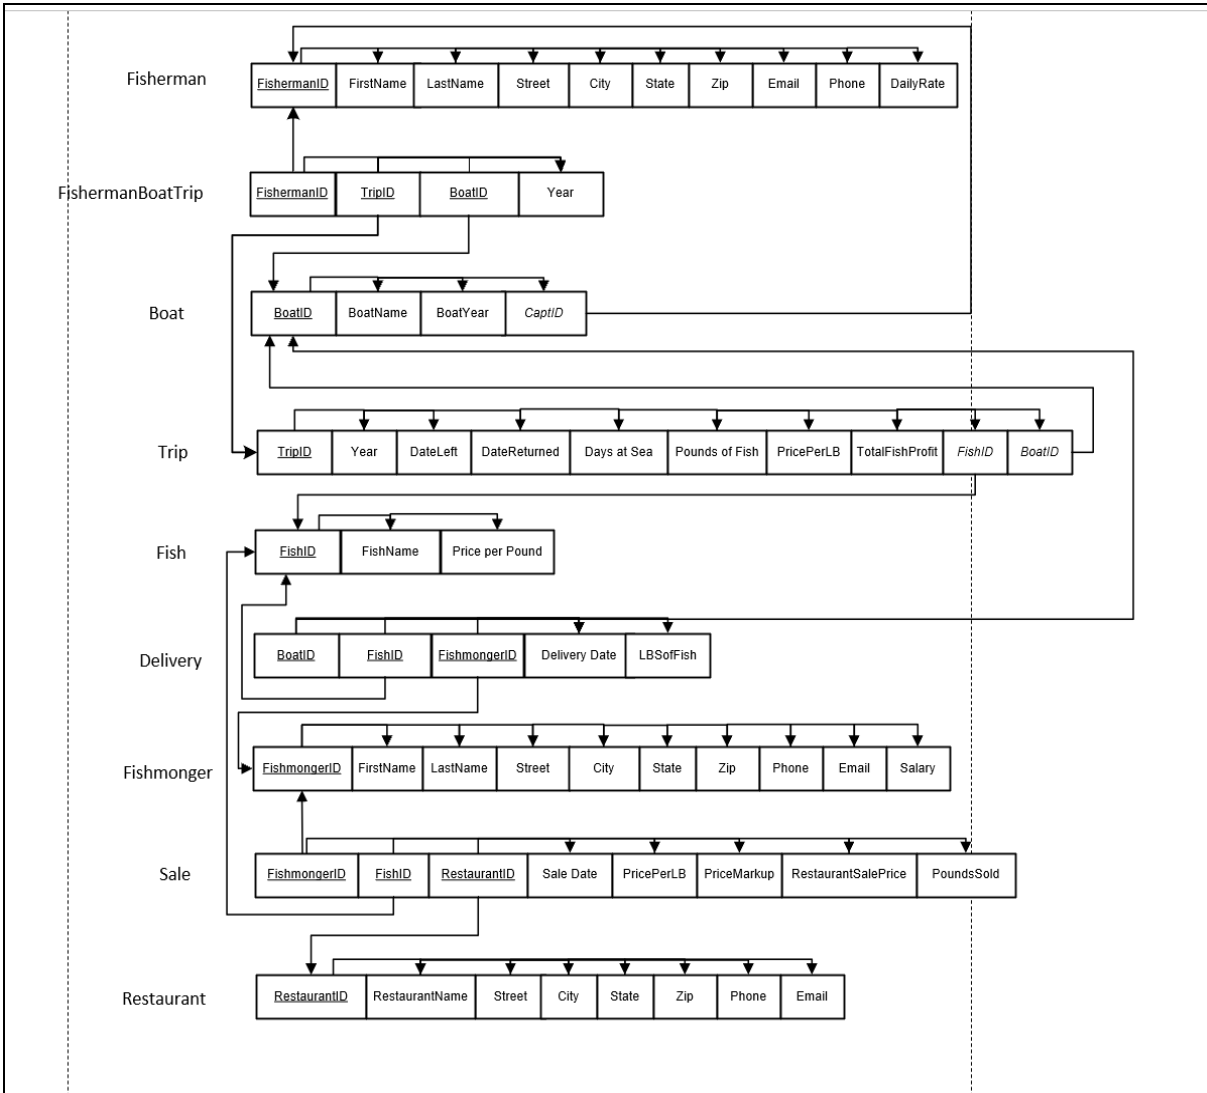 Fisherman
FishermanID FirstName LastName Street City State Zip Email Phone DailyRate
FishermanBoatTrip
FishermanID TripID BoatID Year
Boat
BoatID BoatName BoatYear CaptID
Trip
TripID Year DateLeft DateReturned Days at Sea Pounds of Fish PricePerLB TotalFishProfit FishID BoatID
Fish
FishID FishName Price per Pound
Delivery
BoatID FishID FishmongerID Delivery Date LBSofFish
Fishmonger
FishmongerID FirstName LastName Street City State Zip Phone Email Salary
Sale
FishmongerID FishID RestaurantID Sale Date PricePerLB PriceMarkup RestaurantSalePrice PoundsSold
Restaurant
RestaurantID RestaurantName Street City State Zip Phone Email